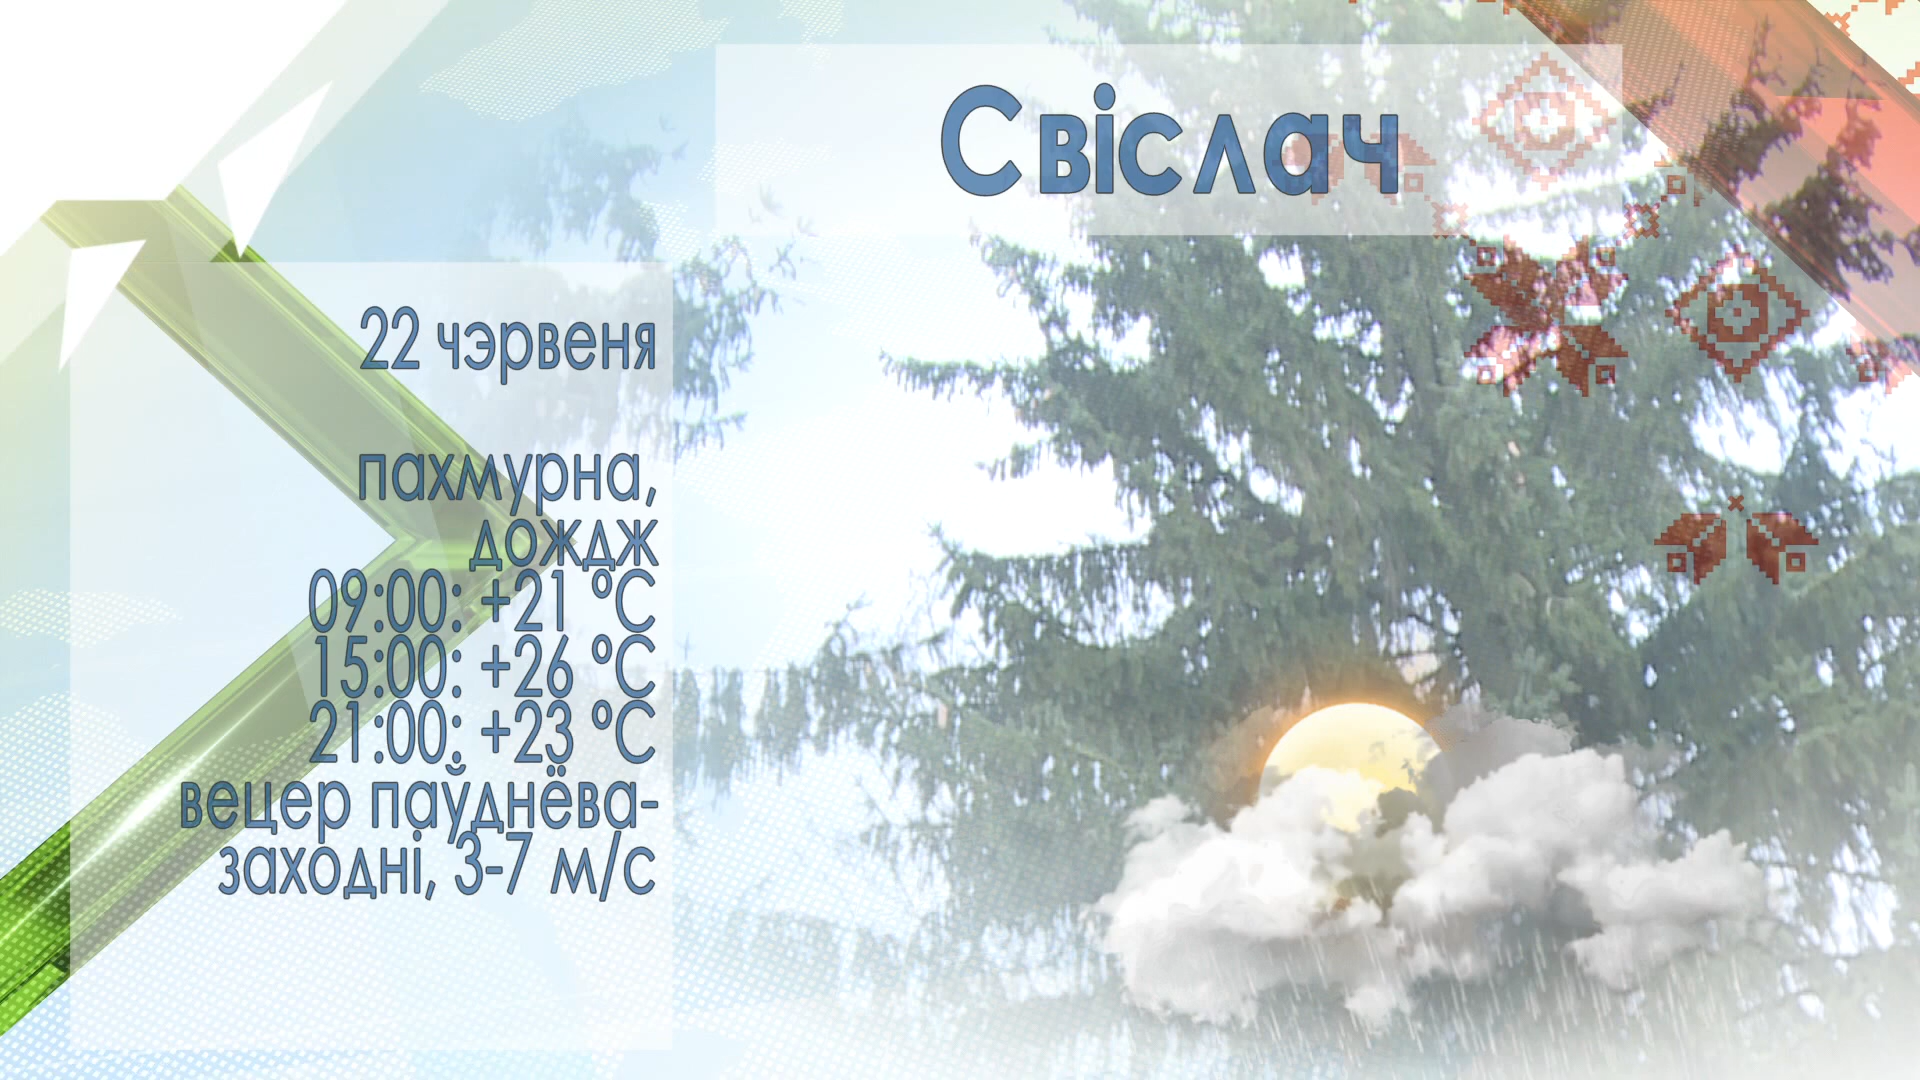 Свіслач
22 чэрвеня
пахмурна,
дождж
09:00: +21 °C
15:00: +26 °C
21:00: +23 °C
вецер паўднёва-
заходні, 3-7 м/с